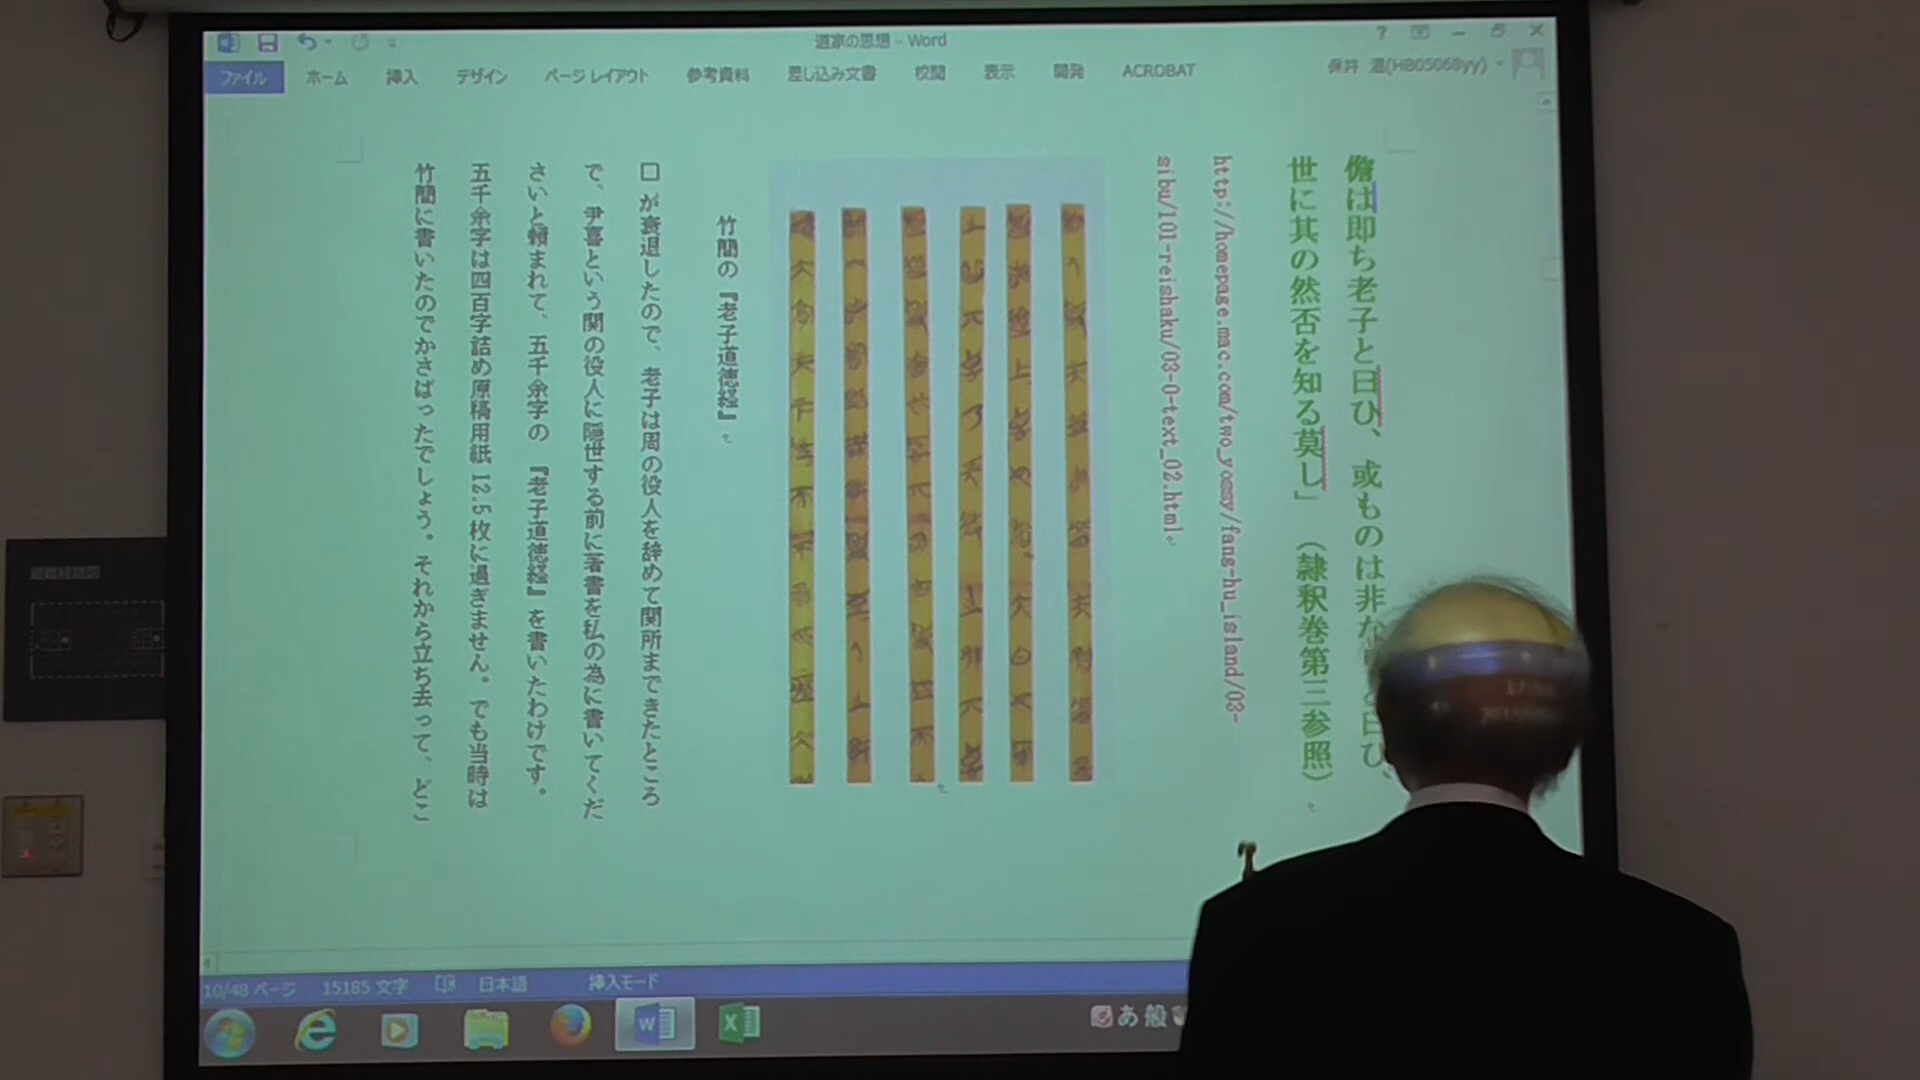 道家の思想 - Word
ファイル ホーム 挿入 デザイン ページ レイアウト 参考資料 差し込み文書 校閲 表示 開発 ACROBAT
(HB05068yy)
儋は即ち老子と曰ひ、或ものは非な
曰ひ、
世に其の然否を知る莫し」（隷釈巻第三参照）
http://homepage.mac.com/two_yossy/fang-hu_island/03-
sibu/101-reishaku/03-0-text_02.html
竹簡の『老子道徳経』
口 が衰退したので、老子は周の役人を辞めて関所まできたところ
で、尹喜という関の役人に隠世する前に著書を私の為に書いてくだ
さいと頼まれて、五千余字の『老子道徳経』を書いたわけです。
五千余字は四百字詰め原稿用紙 12.5 枚に過ぎません。でも当時は
竹簡に書いたのでかさばったでしょう。それから立ち去って、どこ
10/48 ページ 15185 文字 日本語 挿入モード
あ 般